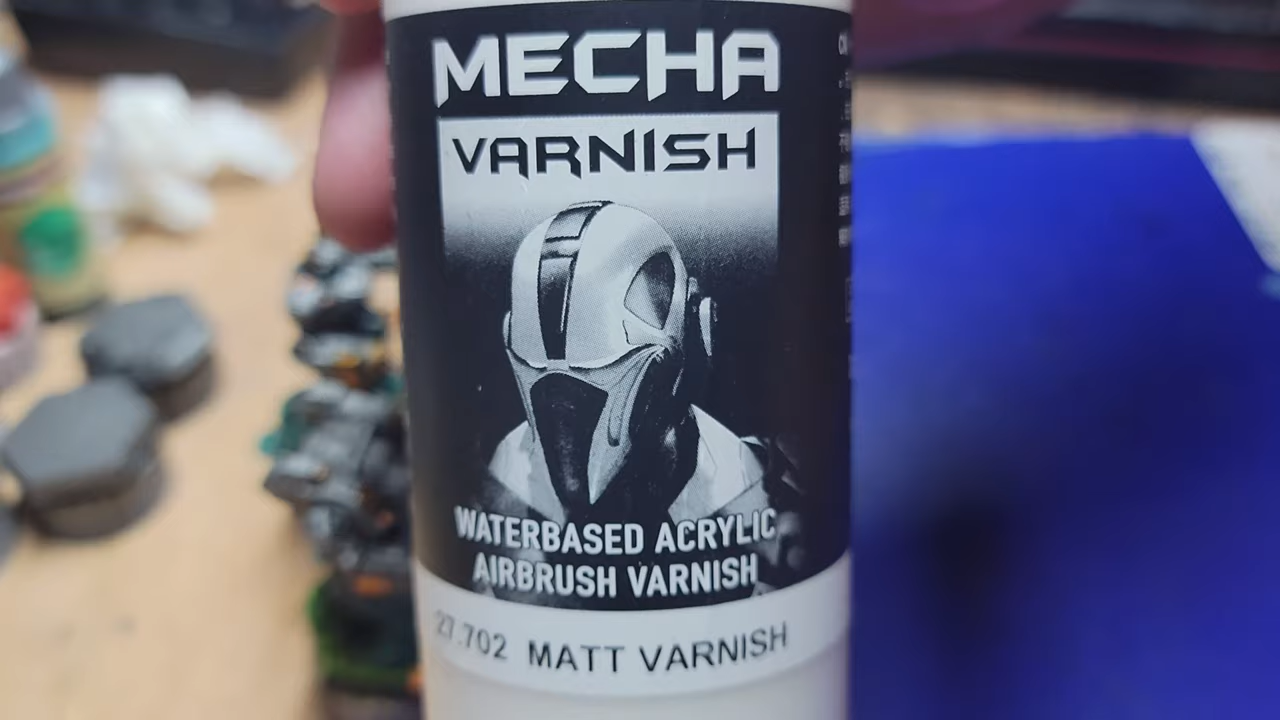 MECHA
VARNISH
WATERBASED ACRYLIC
AIRBRUSH VARNISH
27.702 MATT VARNISH